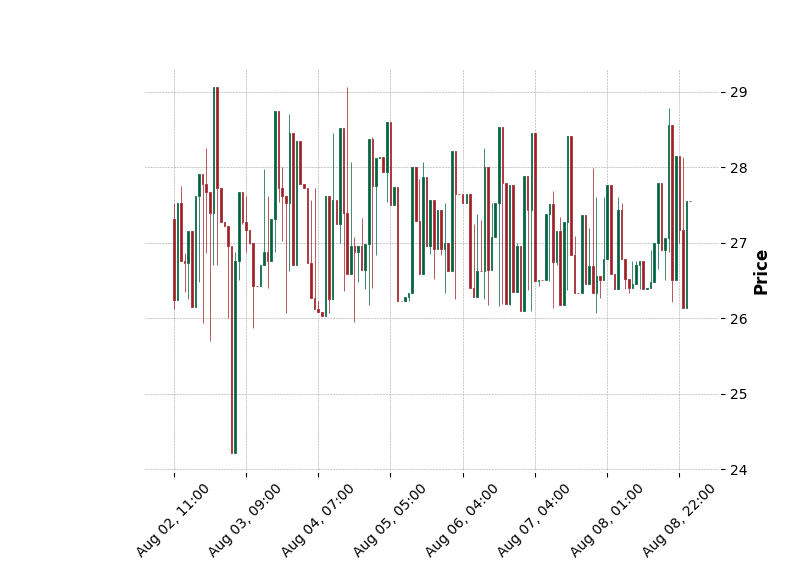 29
28
27
26
25
24
Price
Aug 02, 11:00
Aug 03, 09:00
Aug 04, 07:00
Aug 05, 05:00
Aug 06, 04:00
Aug 07, 04:00
Aug 08, 01:00
Aug 08, 22:00